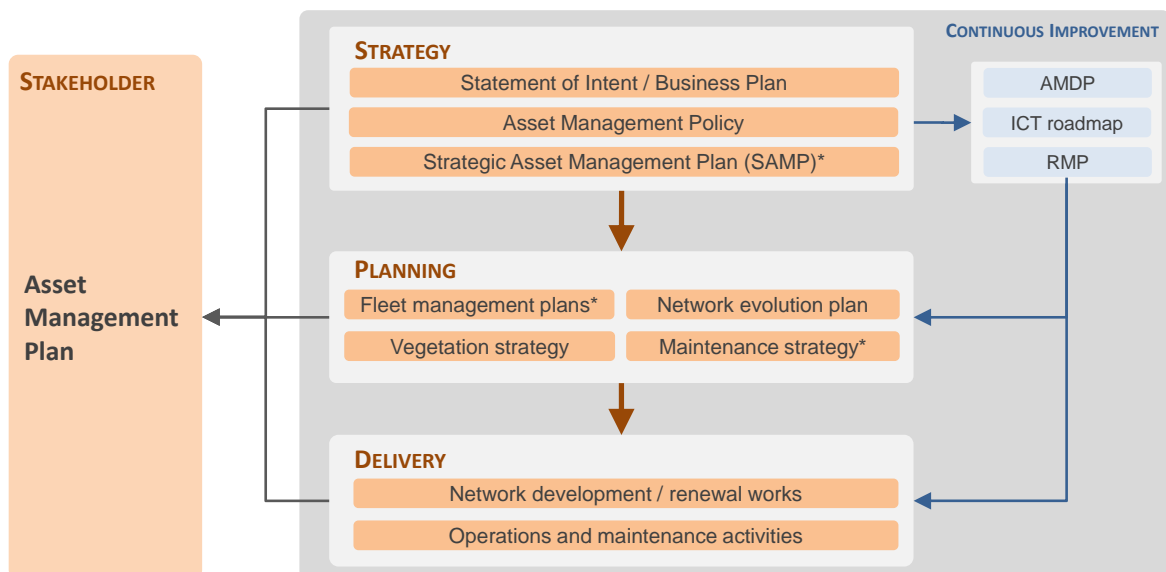 STAKEHOLDER
Asset
Management
Plan
STRATEGY
Statement of Intent / Business Plan
Asset Management Policy
Strategic Asset Management Plan (SAMP)*
CONTINUOUS IMPROVEMENT
AMDP
ICT roadmap
RMP
PLANNING
Fleet management plans*
Network evolution plan
Vegetation strategy
Maintenance strategy*
DELIVERY
Network development / renewal works
Operations and maintenance activities